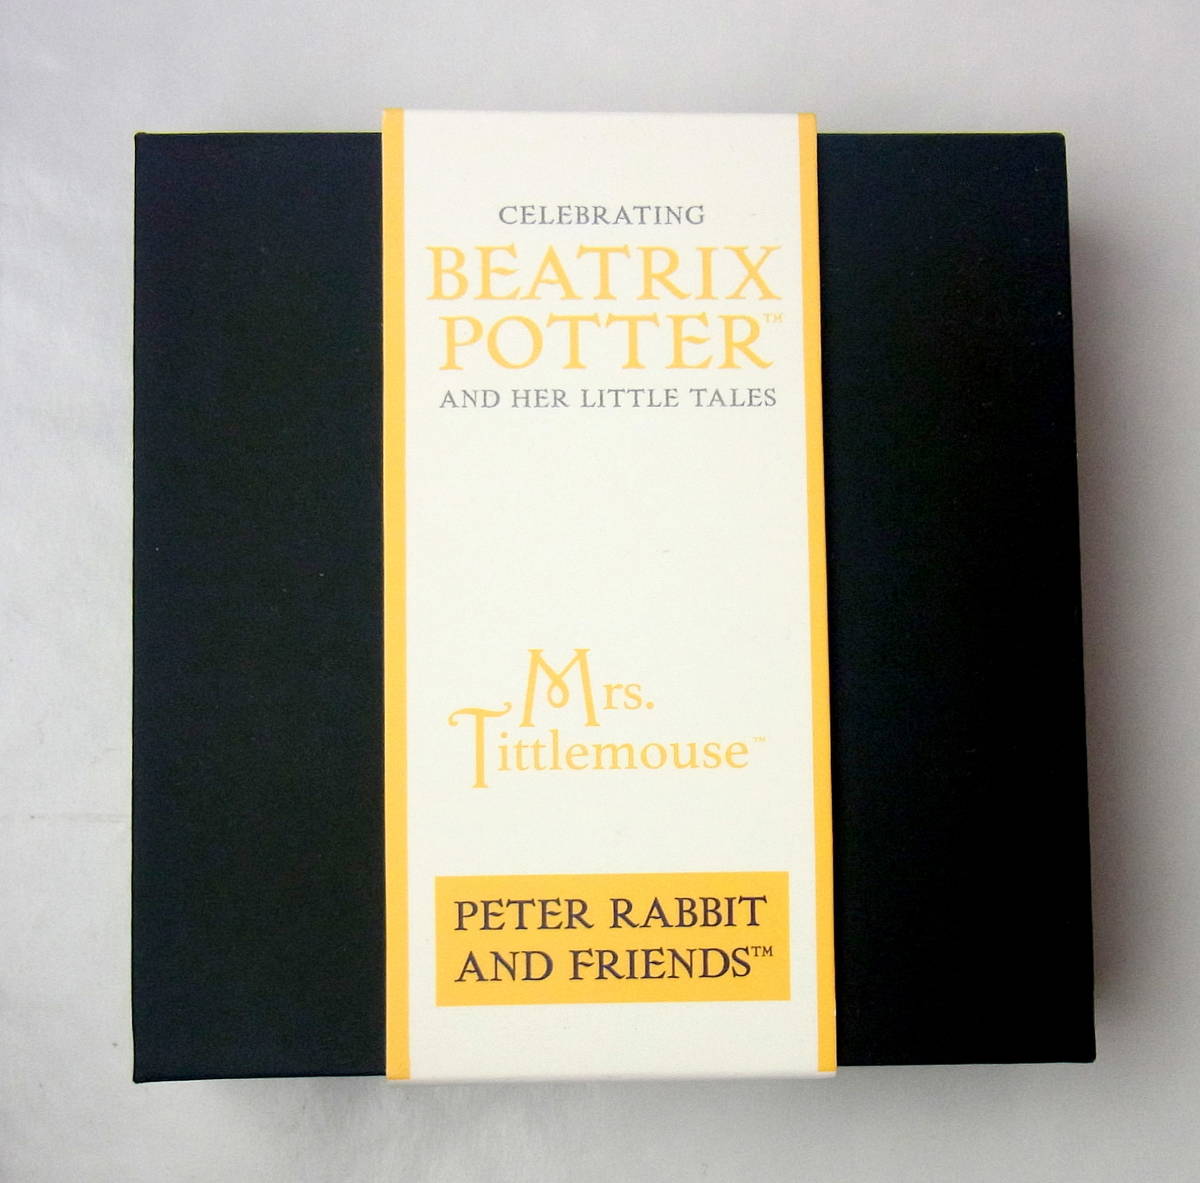 CELEBRATING
BEATRIX
POTTER™
AND HER LITTLE TALES
Mrs.
Tittlemouse™
PETER RABBIT
AND FRIENDS™